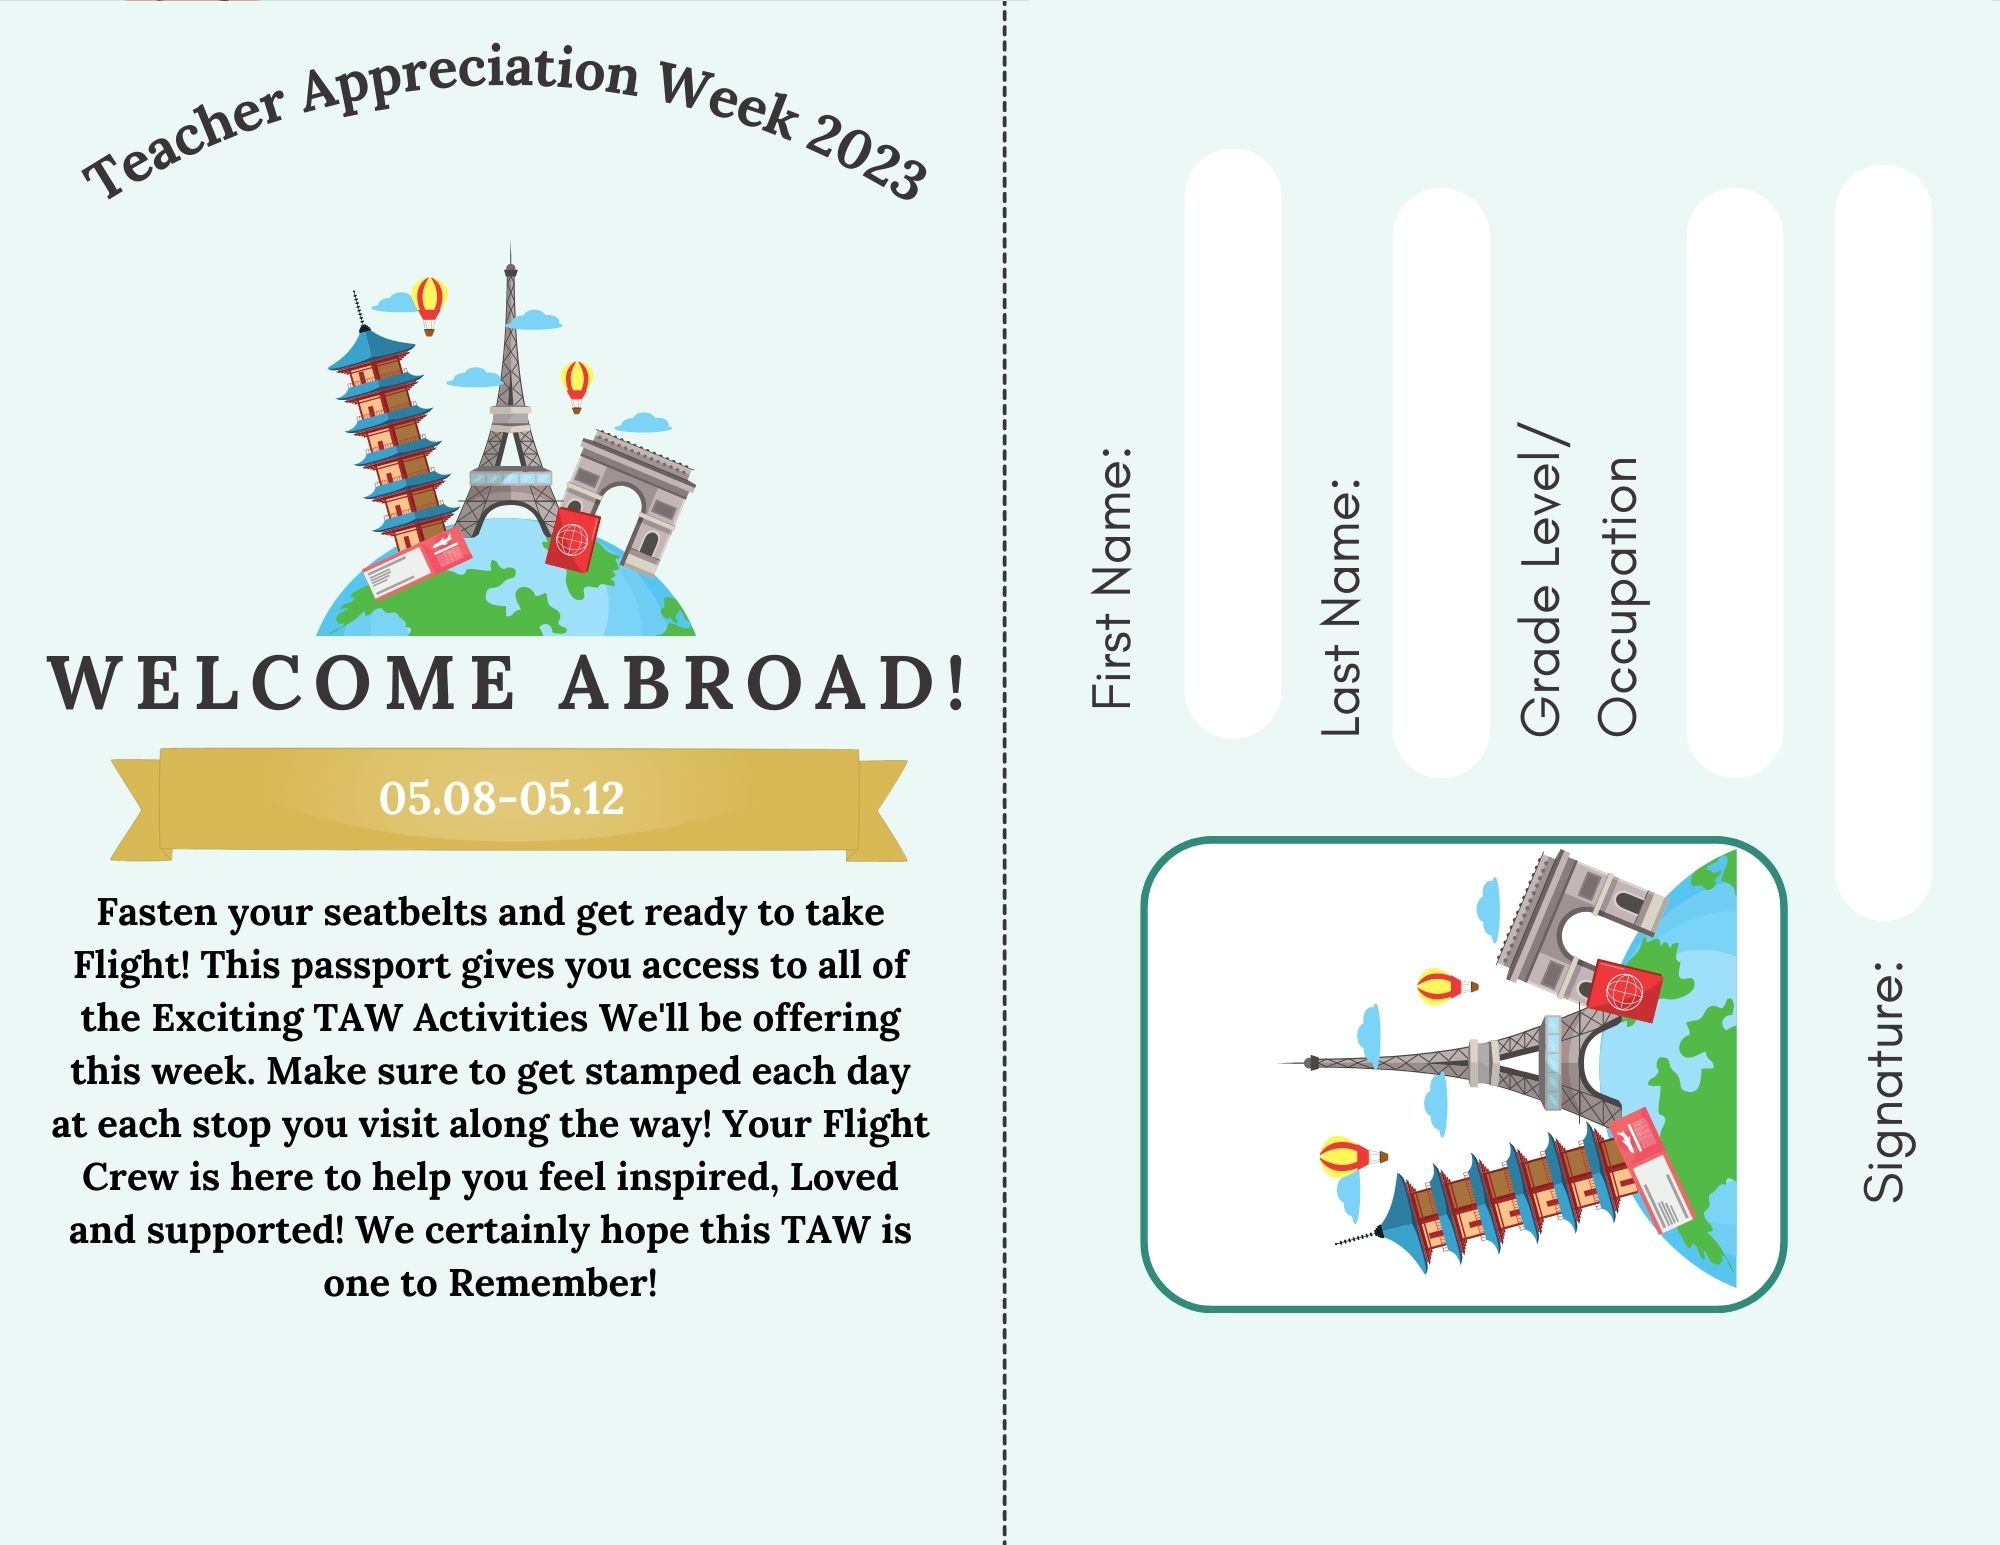 Teacher Appreciation Week 2023
WELCOME ABROAD!
05.08-05.12
Fasten your seatbelts and get ready to take
Flight! This passport gives you access to all of
the Exciting TAW Activities We'll be offering
this week. Make sure to get stamped each day
at each stop you visit along the way! Your Flight
Crew is here to help you feel inspired, Loved
and supported! We certainly hope this TAW is
one to Remember!
First Name:
Last Name:
Grade Level/
Occupation
Signature: